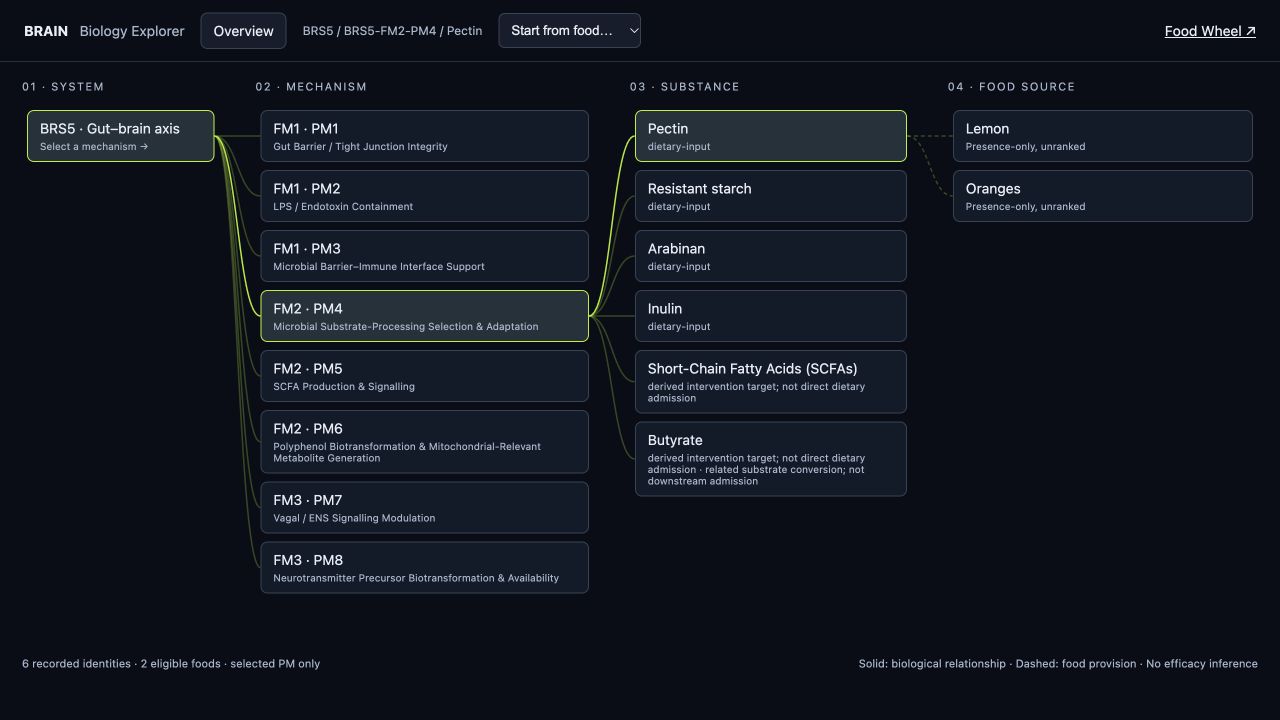 BRAIN Biology Explorer Overview BRS5 / BRS5-FM2-PM4 / Pectin Start from food... Food Wheel ↗
01 · SYSTEM
BRS5 · Gut–brain axis
Select a mechanism →
02 · MECHANISM
FM1 · PM1
Gut Barrier / Tight Junction Integrity
FM1 · PM2
LPS / Endotoxin Containment
FM1 · PM3
Microbial Barrier–Immune Interface Support
FM2 · PM4
Microbial Substrate-Processing Selection & Adaptation
FM2 · PM5
SCFA Production & Signalling
FM2 · PM6
Polyphenol Biotransformation & Mitochondrial-Relevant
Metabolite Generation
FM3 · PM7
Vagal / ENS Signalling Modulation
FM3 · PM8
Neurotransmitter Precursor Biotransformation & Availability
03 · SUBSTANCE
Pectin
dietary-input
Resistant starch
dietary-input
Arabinan
dietary-input
Inulin
dietary-input
Short-Chain Fatty Acids (SCFAs)
derived intervention target; not direct dietary
admission
Butyrate
derived intervention target; not direct dietary
admission · related substrate conversion; not
downstream admission
04 · FOOD SOURCE
Lemon
Presence-only, unranked
Oranges
Presence-only, unranked
6 recorded identities · 2 eligible foods · selected PM only
Solid: biological relationship · Dashed: food provision · No efficacy inference